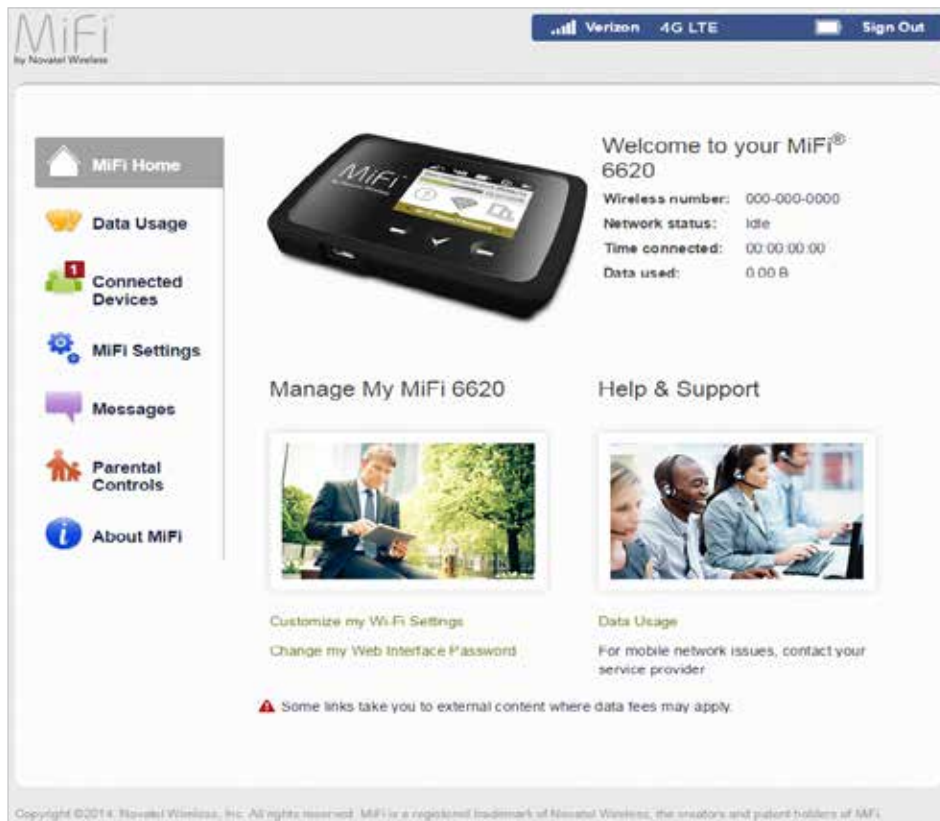 MiFi
by Novatel Wireless
Verizon 4G LTE Sign Out
MiFi Home
Data Usage
1
Connected
Devices
MiFi Settings
Messages
Parental
Controls
About MiFi
MiFi
Welcome to your MiFi®
6620
Wireless number: 000-000-0000
Network status: Idle
Time connected: 00:00:00:00
Data used: 0.00 B
Manage My MiFi 6620
Customize my Wi-Fi Settings
Change my Web Interface Password
Help & Support
Data Usage
For mobile network issues, contact your
service provider
Some links take you to external content where data fees may apply.
Copyright ©2014. Novatel Wireless, Inc. All rights reserved. MiFi is a registered trademark of Novatel Wireless, the creators and patent holders of MiFi.